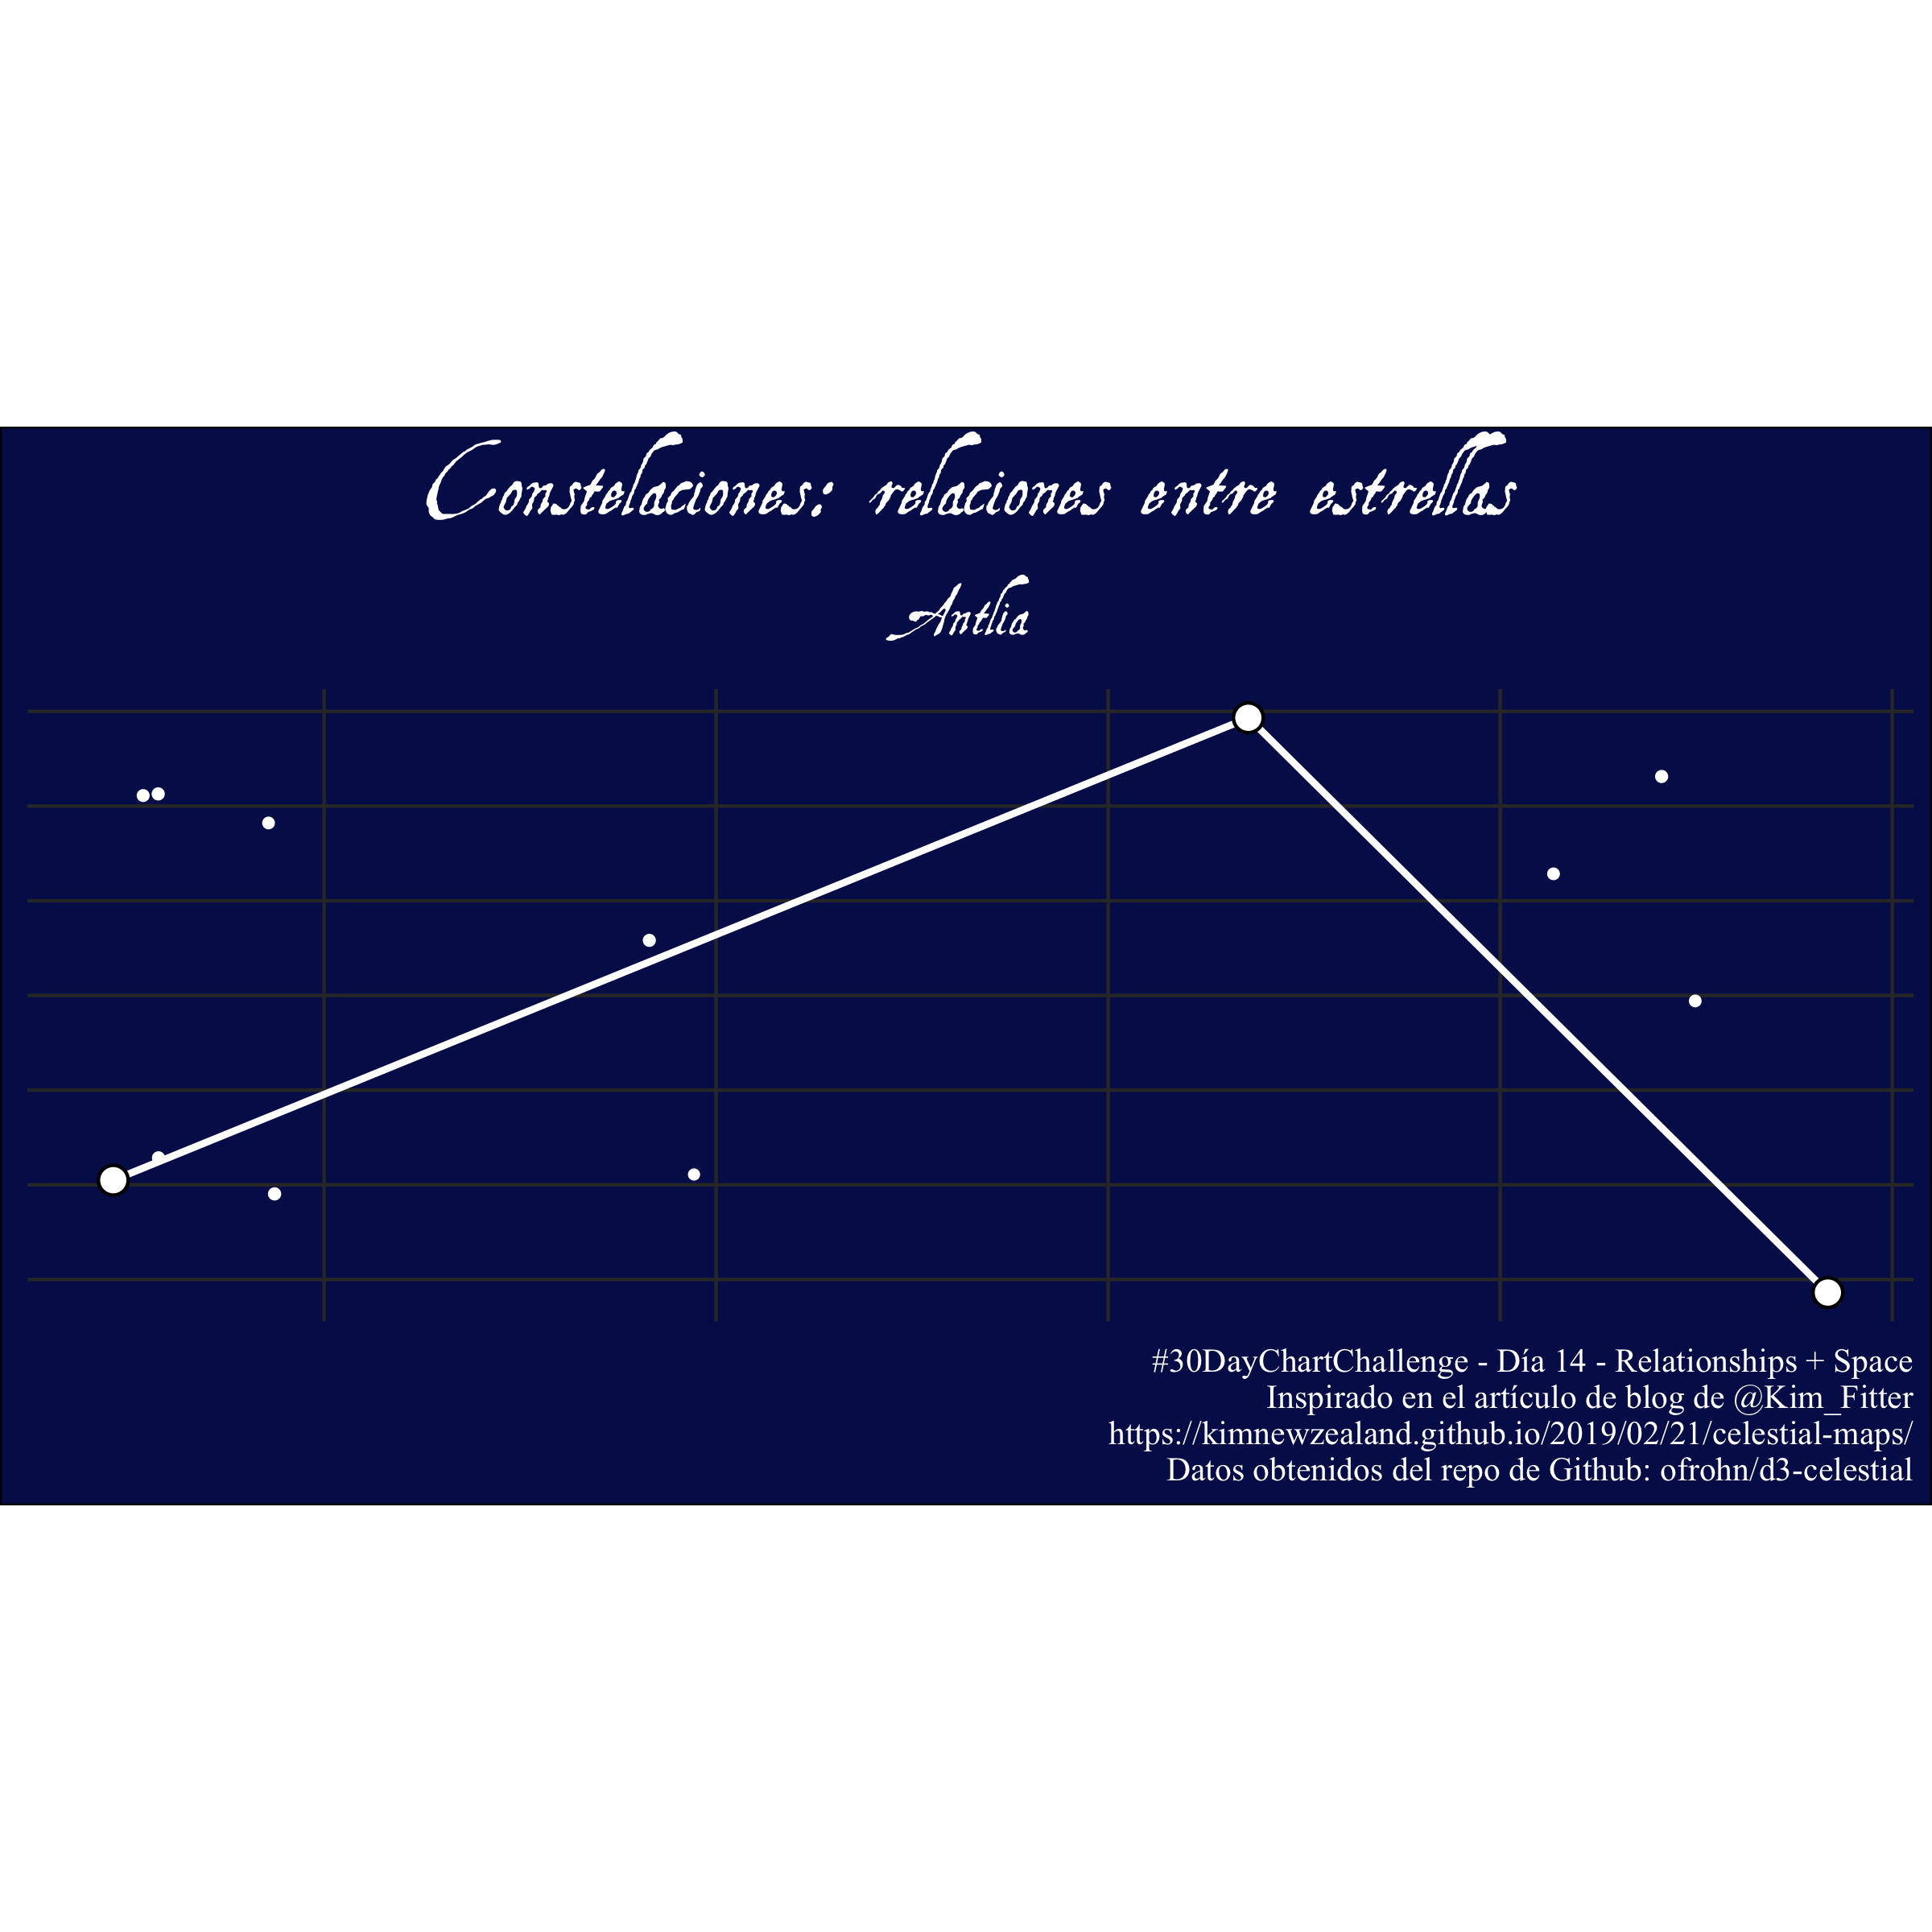 Constelaciones: relaciones entre estrellas
Antlia
#30DayChartChallenge - Día 14 - Relationships + Space
Inspirado en el artículo de blog de @Kim_Fitter
https://kimnewzealand.github.io/2019/02/21/celestial-maps/
Datos obtenidos del repo de Github: ofrohn/d3-celestial